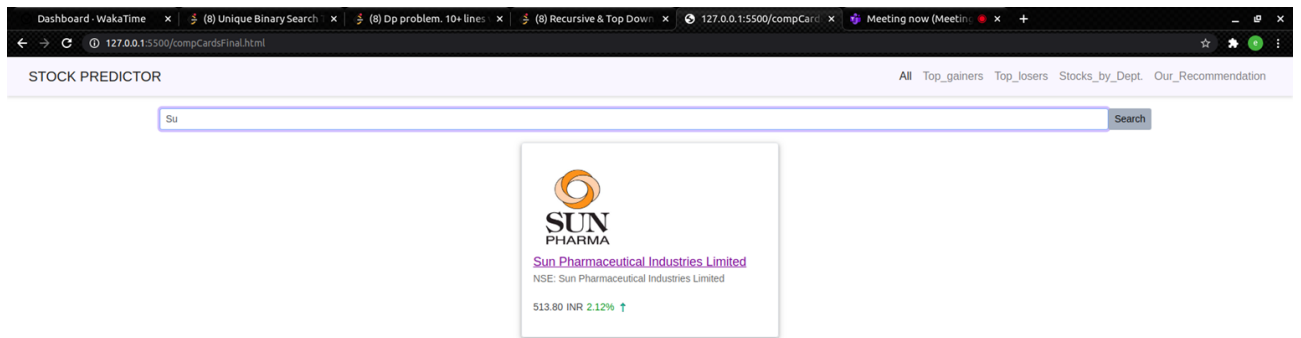 Dashboard - WakaTime
(8) Unique Binary Search T
(8) Dp problem. 10+ lines
(8) Recursive & Top Down
127.0.0.1:5500/compCard
Meeting now (Meeting
127.0.0.1:5500/compCardsFinal.html
e
STOCK PREDICTOR
All Top_gainers Top_losers Stocks_by_Dept. Our_Recommendation
Su
Search
SUN
PHARMA
Sun Pharmaceutical Industries Limited
NSE: Sun Pharmaceutical Industries Limited
513.80 INR 2.12% ↑